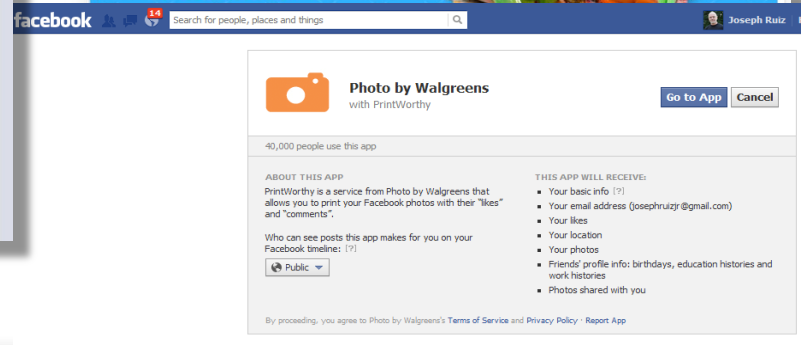 facebook
14
Search for people, places and things
Joseph Ruiz
Photo by Walgreens
with PrintWorthy
Go to App
Cancel
40,000 people use this app
ABOUT THIS APP
PrintWorthy is a service from Photo by Walgreens that
allows you to print your Facebook photos with their "likes"
and "comments".
Who can see posts this app makes for you on your
Facebook timeline: [?]
Public
THIS APP WILL RECEIVE:
Your basic info [?]
Your email address (josephruizjr@gmail.com)
Your likes
Your location
Your photos
Friends' profile info: birthdays, education histories and
work histories
Photos shared with you
By proceeding, you agree to Photo by Walgreens's Terms of Service and Privacy Policy · Report App